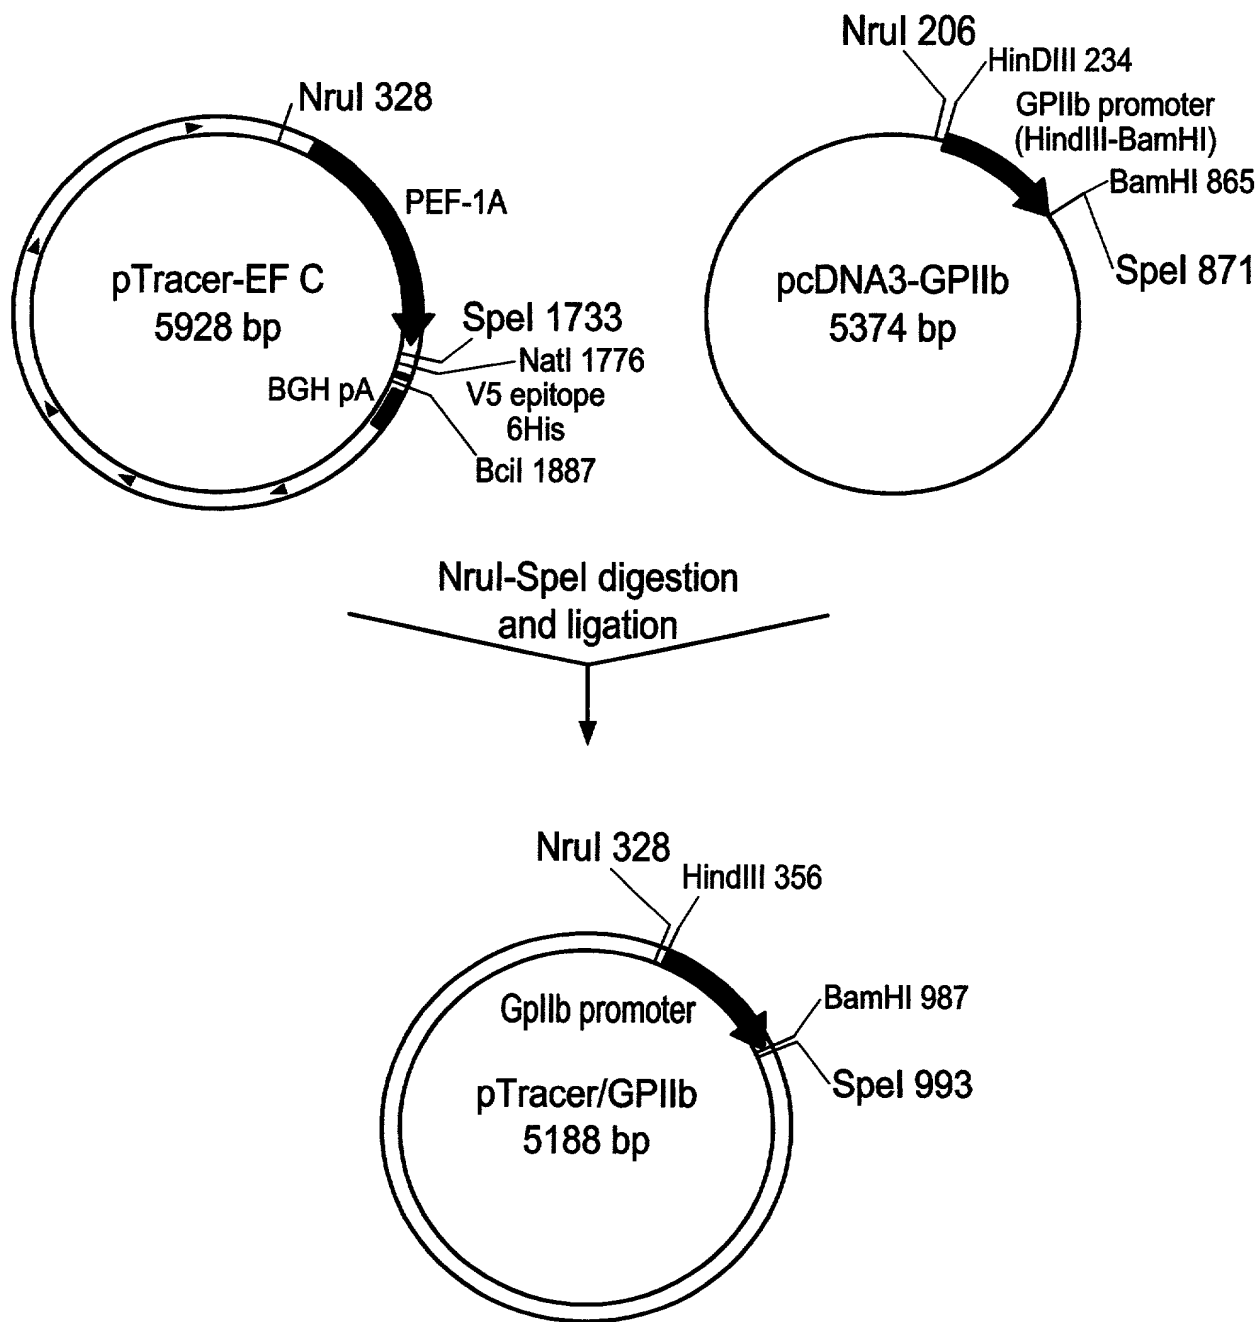 NruI 328
PEF-1A
pTracer-EF C
5928 bp
SpeI 1733
NatI 1776
BGH pA
V5 epitope
6His
BciI 1887
NruI 206
HinDIII 234
GPIIb promoter
(HindIII-BamHI)
BamHI 865
SpeI 871
pcDNA3-GPIIb
5374 bp
NruI-SpeI digestion
and ligation
NruI 328
HindIII 356
GpIIb promoter
BamHI 987
SpeI 993
pTracer/GPIIb
5188 bp